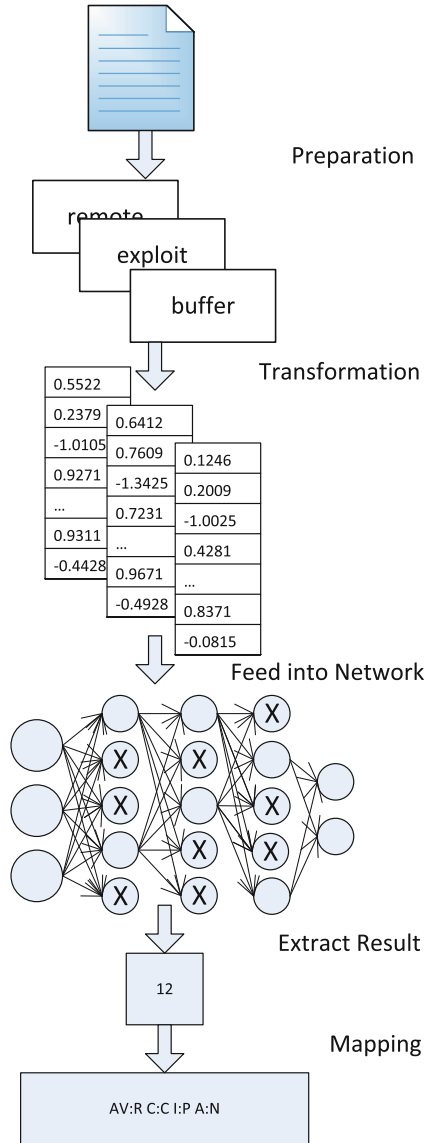 Preparation
remote
exploit
buffer
Transformation
0.5522
0.2379
-1.0105
0.9271
...
0.9311
-0.4428
0.6412
0.7609
-1.3425
0.7231
...
0.9671
-0.4928
0.1246
0.2009
-1.0025
0.4281
...
0.8371
-0.0815
Feed into Network
X
X
X
X
X
X
X
X
Extract Result
12
Mapping
AV:R C:C I:P A:N